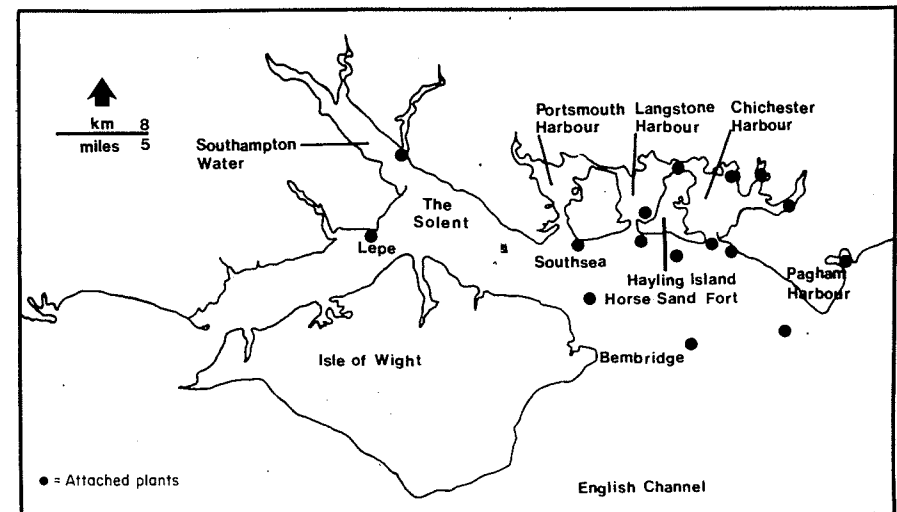 Portsmouth
Harbour
Langstone
Harbour
Chichester
Harbour
km 8
miles 5
Southampton
Water
The
Solent
Lepe
Southsea
Hayling Island
Horse Sand Fort
Pagham
Harbour
Isle of Wight
Bembridge
● = Attached plants
English Channel